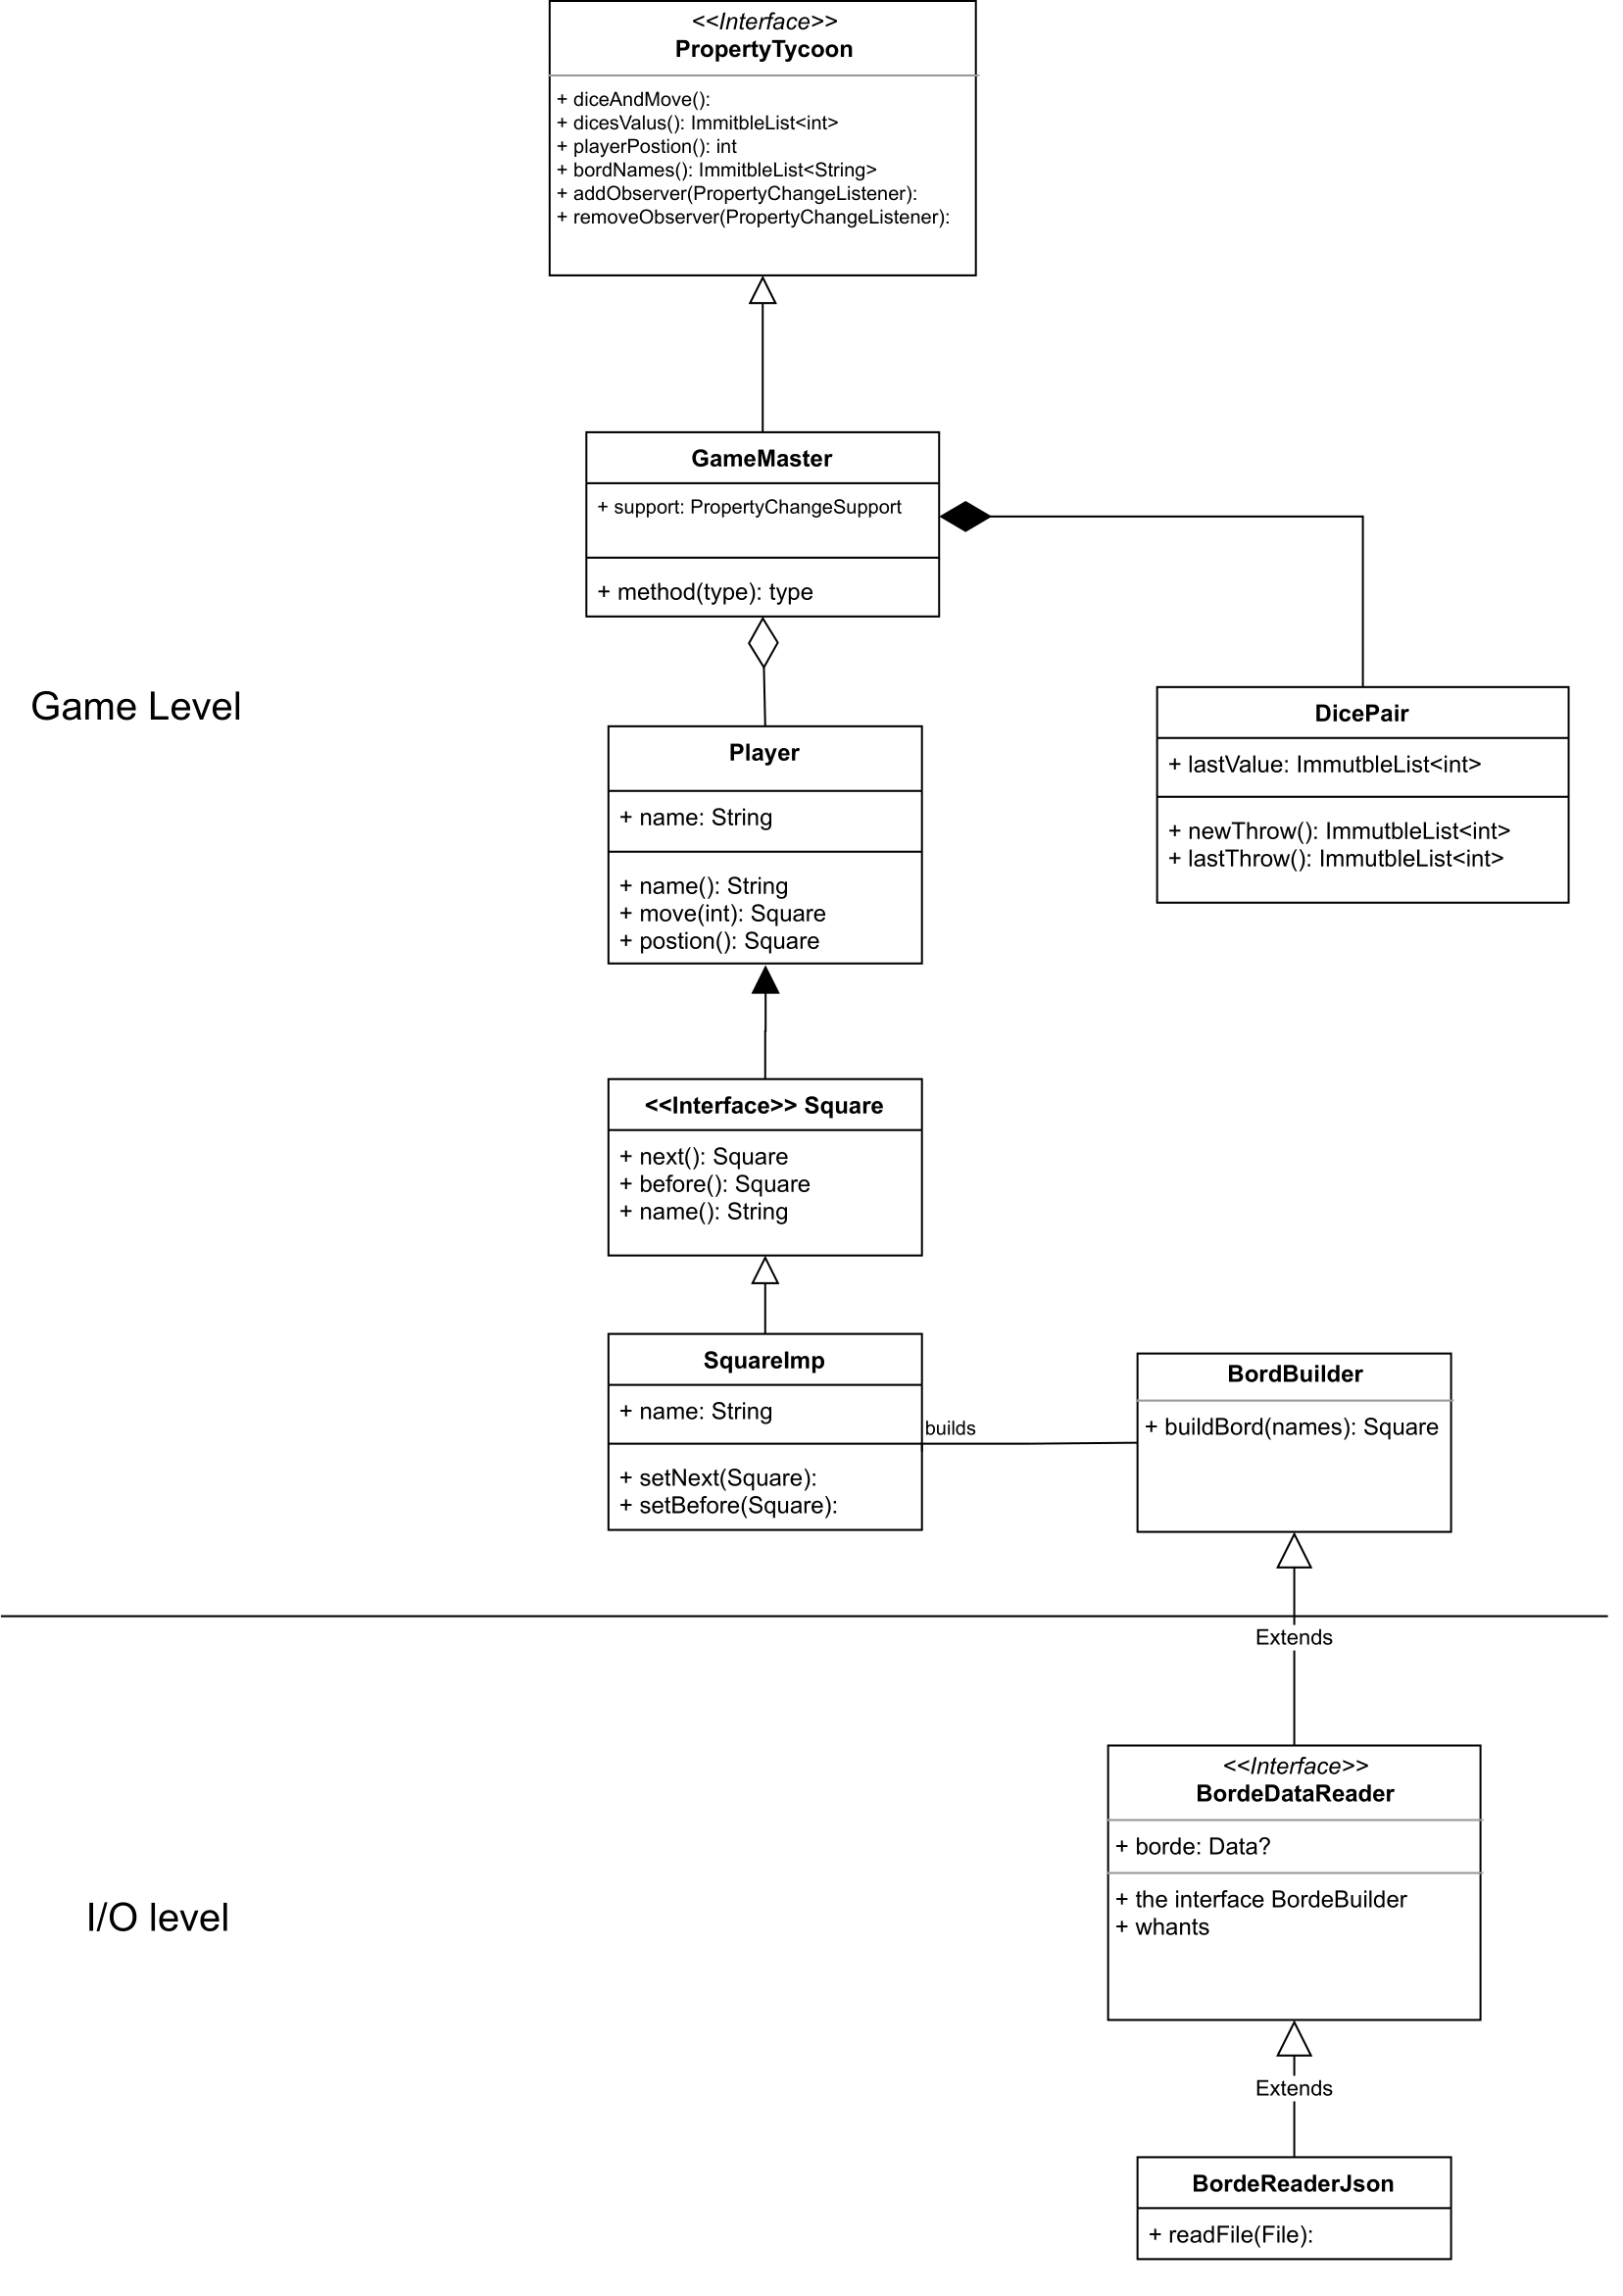 <<Interface>>
PropertyTycoon
+ diceAndMove():
+ dicesValus(): ImmitbleList<int>
+ playerPostion(): int
+ bordNames(): ImmitbleList<String>
+ addObserver(PropertyChangeListener):
+ removeObserver(PropertyChangeListener):
GameMaster
+ support: PropertyChangeSupport
+ method(type): type
Game Level
Player
+ name: String
+ name(): String
+ move(int): Square
+ postion(): Square
DicePair
+ lastValue: ImmutbleList<int>
+ newThrow(): ImmutbleList<int>
+ lastThrow(): ImmutbleList<int>
<<Interface>> Square
+ next(): Square
+ before(): Square
+ name(): String
SquareImp
+ name: String
+ setNext(Square):
+ setBefore(Square):
builds
BordBuilder
+ buildBord(names): Square
Extends
<<Interface>>
BordeDataReader
+ borde: Data?
+ the interface BordeBuilder
+ whants
I/O level
Extends
BordeReaderJson
+ readFile(File):